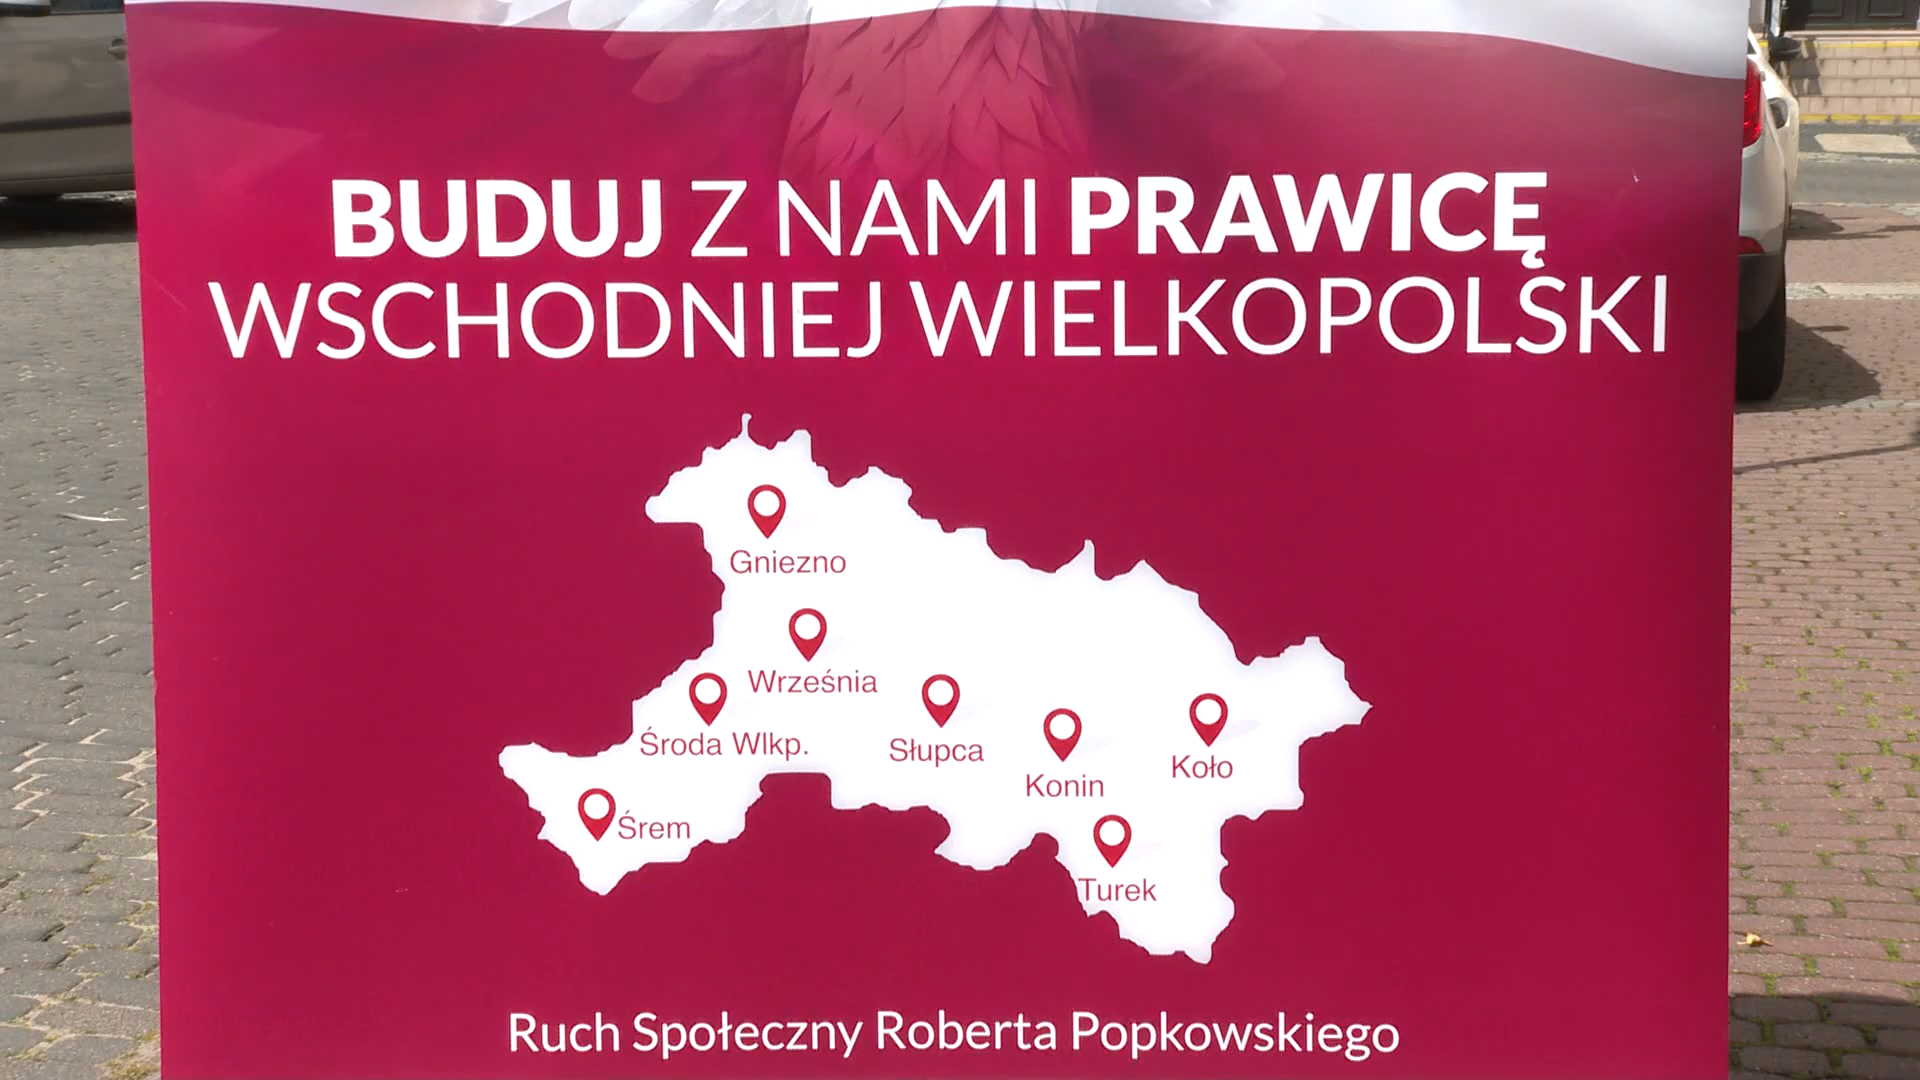 BUDUJ Z NAMI PRAWICĘ
WSCHODNIEJ WIELKOPOLSKI
Gniezno
Września
Środa Wlkp.
Słupca
Konin
Koło
Śrem
Turek
Ruch Społeczny Roberta Popkowskiego